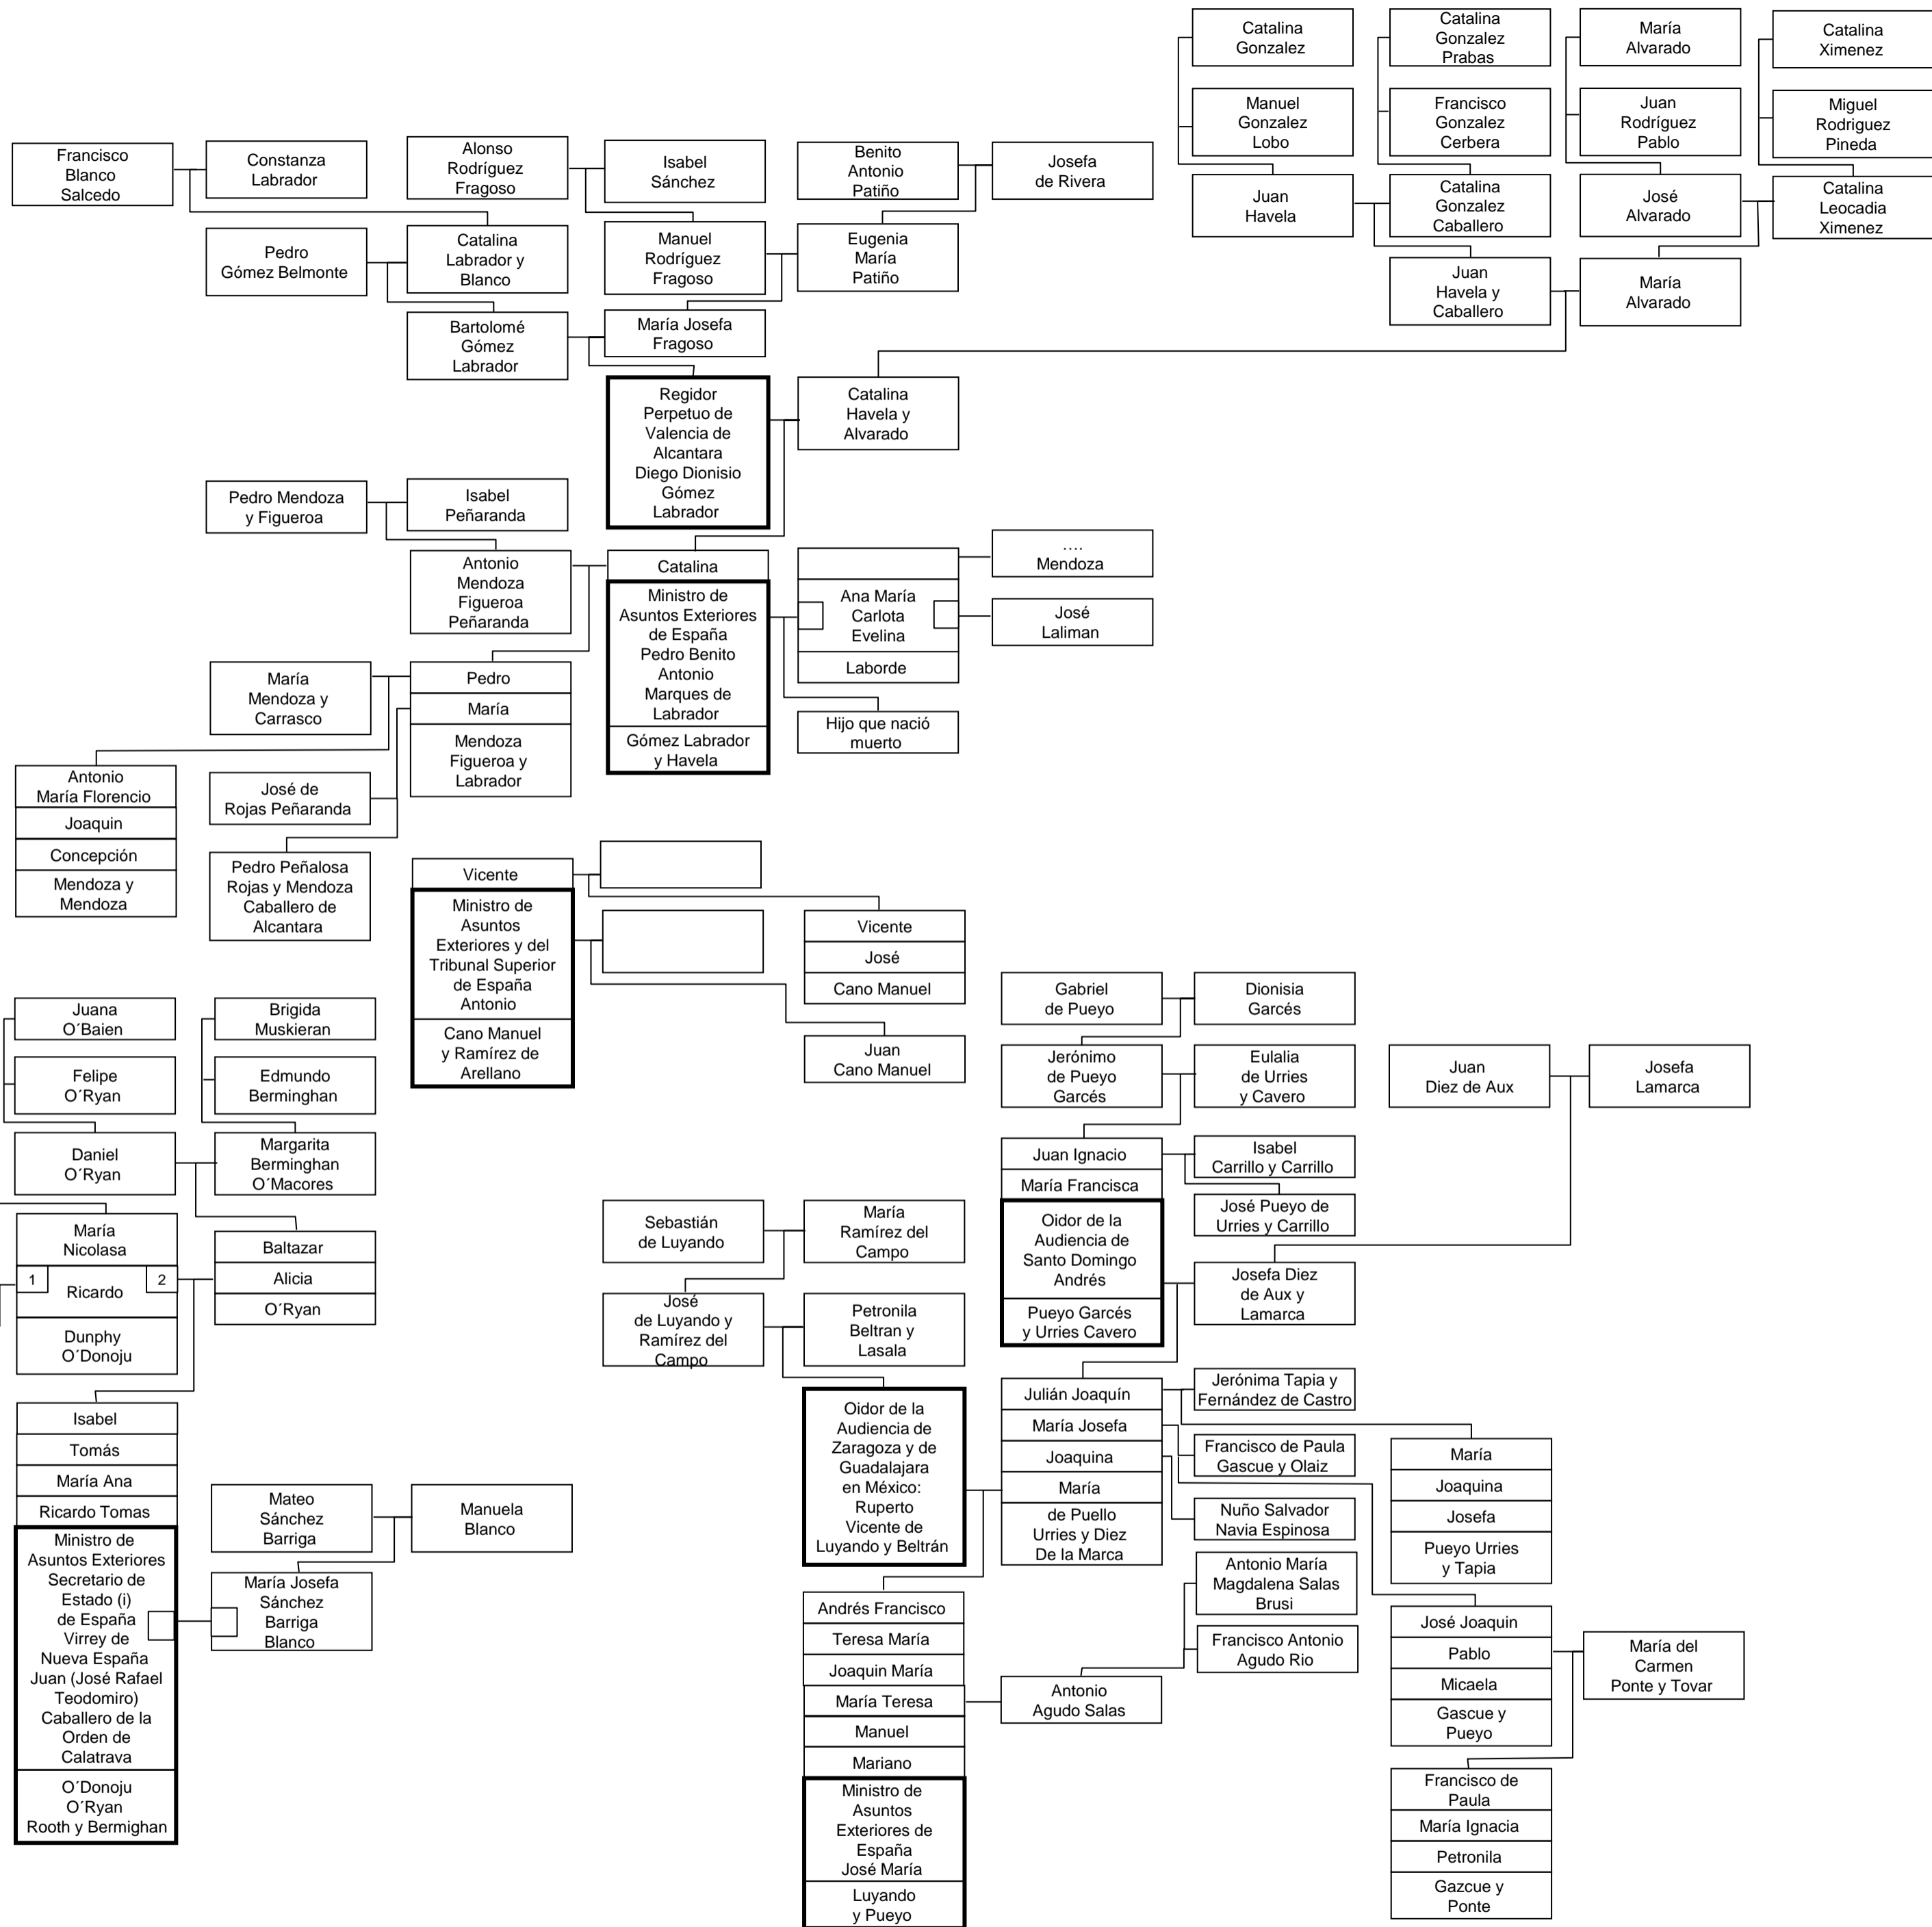 Catalina
Gonzalez
Catalina
Gonzalez
Prabas
María
Alvarado
Catalina
Ximenez
Manuel
Gonzalez
Lobo
Francisco
Gonzalez
Cerbera
Juan
Rodríguez
Pablo
Miguel
Rodriguez
Pineda
Francisco
Blanco
Salcedo
Constanza
Labrador
Alonso
Rodríguez
Fragoso
Isabel
Sánchez
Benito
Antonio
Patiño
Josefa
de Rivera
Juan
Havela
Catalina
Gonzalez
Caballero
José
Alvarado
Catalina
Leocadia
Ximenez
Pedro
Gómez Belmonte
Catalina
Labrador y
Blanco
Manuel
Rodríguez
Fragoso
Eugenia
María
Patiño
Juan
Havela y
Caballero
María
Alvarado
Bartolomé
Gómez
Labrador
María Josefa
Fragoso
Regidor
Perpetuo de
Valencia de
Alcantara
Diego Dionisio
Gómez
Labrador
Catalina
Havela y
Alvarado
Pedro Mendoza
y Figueroa
Isabel
Peñaranda
Antonio
Mendoza
Figueroa
Peñaranda
Catalina
Ministro de
Asuntos Exteriores
de España
Pedro Benito
Antonio
Marques de
Labrador
Gómez Labrador
y Havela
Ana María
Carlota
Evelina
Laborde
....
Mendoza
José
Laliman
Hijo que nació
muerto
María
Mendoza y
Carrasco
Pedro
María
Mendoza
Figueroa y
Labrador
Antonio
María Florencio
Joaquin
Concepción
Mendoza y
Mendoza
José de
Rojas Peñaranda
Pedro Peñalosa
Rojas y Mendoza
Caballero de
Alcantara
Vicente
Ministro de
Asuntos
Exteriores y del
Tribunal Superior
de España
Antonio
Cano Manuel
y Ramírez de
Arellano
Vicente
José
Cano Manuel
Juan
Cano Manuel
Gabriel
de Pueyo
Dionisia
Garcés
Jerónimo
de Pueyo
Garcés
Eulalia
de Urries
y Cavero
Juan
Diez de Aux
Josefa
Lamarca
Juana
O´Baien
Brigida
Muskieran
Felipe
O´Ryan
Edmundo
Berminghan
Daniel
O´Ryan
Margarita
Berminghan
O´Macores
Juan Ignacio
María Francisca
Oidor de la
Audiencia de
Santo Domingo
Andrés
Pueyo Garcés
y Urries Cavero
Isabel
Carrillo y Carrillo
José Pueyo de
Urries y Carrillo
Josefa Diez
de Aux y
Lamarca
María
Nicolasa
1
Ricardo
2
Dunphy
O´Donoju
Baltazar
Alicia
O´Ryan
Sebastián
de Luyando
María
Ramírez del
Campo
José
de Luyando y
Ramírez del
Campo
Petronila
Beltran y
Lasala
Oidor de la
Audiencia de
Zaragoza y de
Guadalajara
en México:
Ruperto
Vicente de
Luyando y Beltrán
Julián Joaquín
María Josefa
Joaquina
María
de Puello
Urries y Diez
De la Marca
Jerónima Tapia y
Fernández de Castro
Francisco de Paula
Gascue y Olaiz
Nuño Salvador
Navia Espinosa
María
Joaquina
Josefa
Pueyo Urries
y Tapia
Isabel
Tomás
María Ana
Ricardo Tomas
Ministro de
Asuntos Exteriores
Secretario de
Estado (i)
de España
Virrey de
Nueva España
Juan (José Rafael
Teodomiro)
Caballero de la
Orden de
Calatrava
O´Donoju
O´Ryan
Rooth y Bermighan
Mateo
Sánchez
Barriga
Manuela
Blanco
María Josefa
Sánchez
Barriga
Blanco
Andrés Francisco
Teresa María
Joaquin María
María Teresa
Manuel
Mariano
Ministro de
Asuntos
Exteriores de
España
José María
Luyando
y Pueyo
Antonio María
Magdalena Salas
Brusi
Francisco Antonio
Agudo Rio
Antonio
Agudo Salas
José Joaquin
Pablo
Micaela
Gascue y
Pueyo
María del
Carmen
Ponte y Tovar
Francisco de
Paula
María Ignacia
Petronila
Gazcue y
Ponte